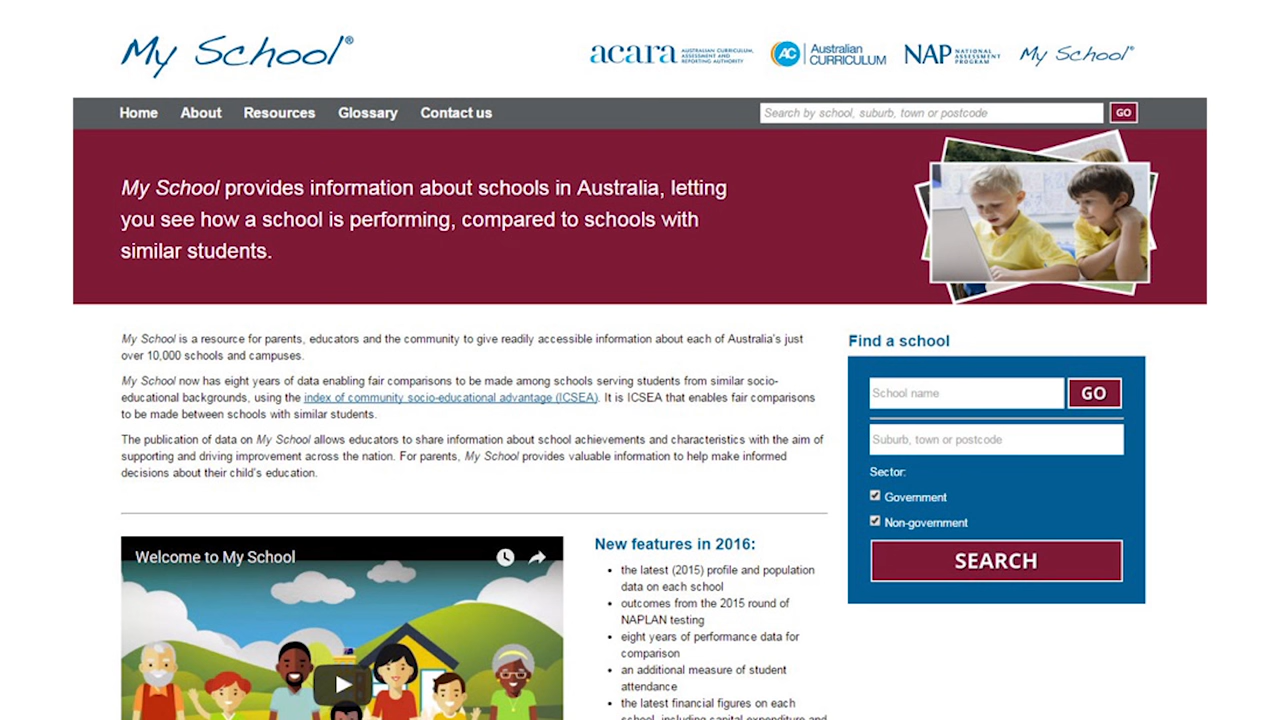 My School®
acara AUSTRALIAN CURRICULUM, ASSESSMENT AND REPORTING AUTHORITY
AC Australian CURRICULUM
NAP NATIONAL ASSESSMENT PROGRAM
My School®
Home About Resources Glossary Contact us
Search by school, suburb, town or postcode GO
My School provides information about schools in Australia, letting
you see how a school is performing, compared to schools with
similar students.
My School is a resource for parents, educators and the community to give readily accessible information about each of Australia's just
over 10,000 schools and campuses.
My School now has eight years of data enabling fair comparisons to be made among schools serving students from similar socio-
educational backgrounds, using the index of community socio-educational advantage (ICSEA). It is ICSEA that enables fair comparisons
to be made between schools with similar students.
The publication of data on My School allows educators to share information about school achievements and characteristics with the aim of
supporting and driving improvement across the nation. For parents, My School provides valuable information to help make informed
decisions about their child's education.
Welcome to My School
New features in 2016:
• the latest (2015) profile and population
data on each school
• outcomes from the 2015 round of
NAPLAN testing
• eight years of performance data for
comparison
• an additional measure of student
attendance
• the latest financial figures on each
school, including capital expenditure and
Find a school
School name GO
Suburb, town or postcode
Sector:
Government
Non-government
SEARCH